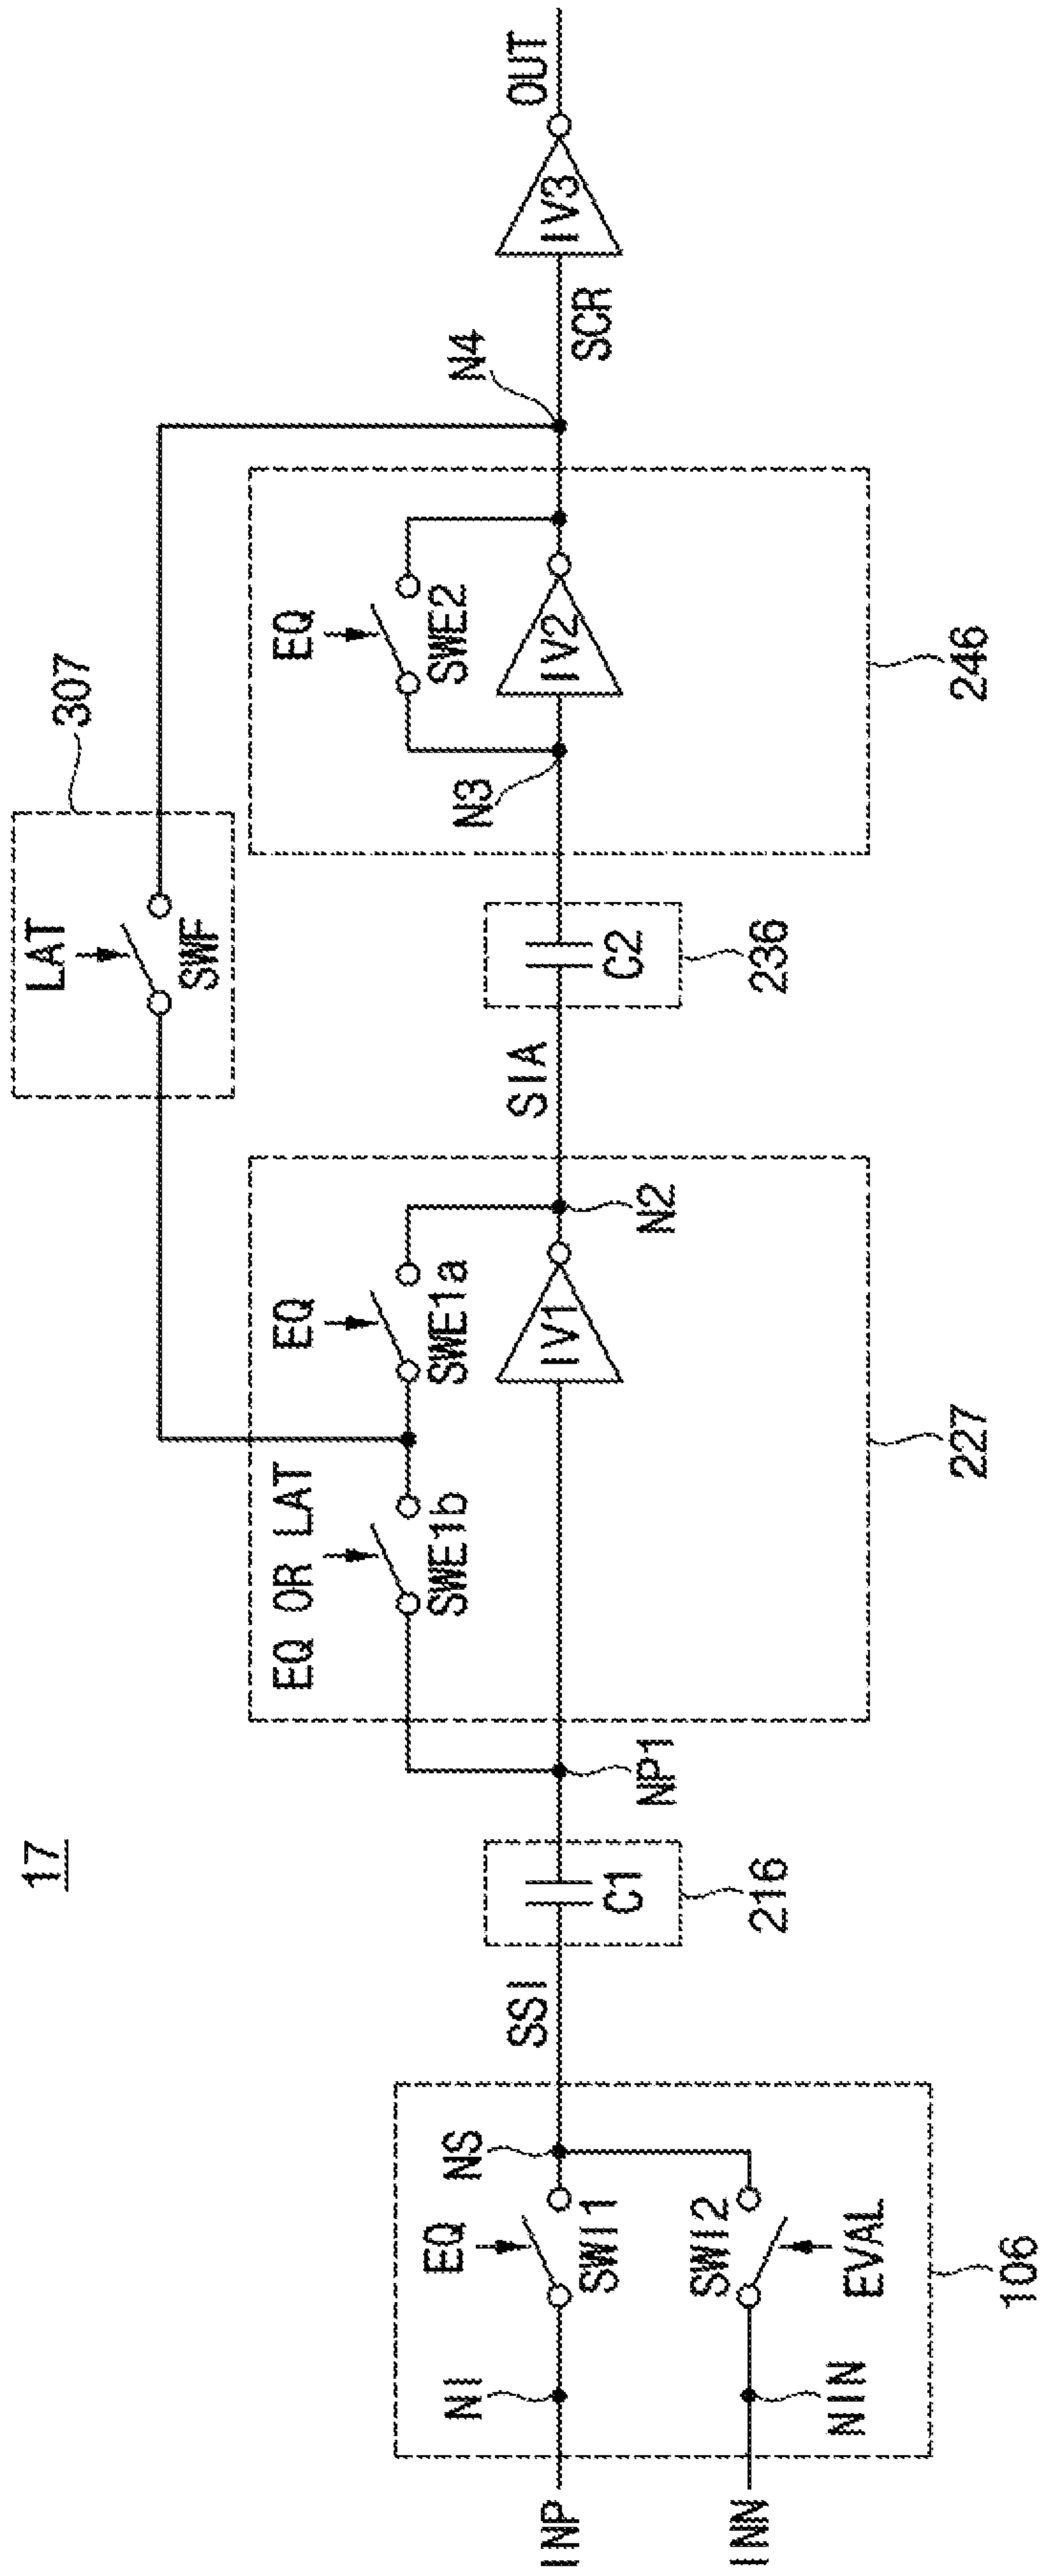 17
LAT
SWF
307
EQ OR LAT
SWE1b
EQ
SWE1a
EQ
SWE2
N4
EQ
NS
INP
NI
SWI1
SSI
C1
NP1
IV1
N2
SIA
C2
N3
IV2
SCR
IV3
OUT
INN
NIN
SWI2
EVAL
106
216
227
236
246